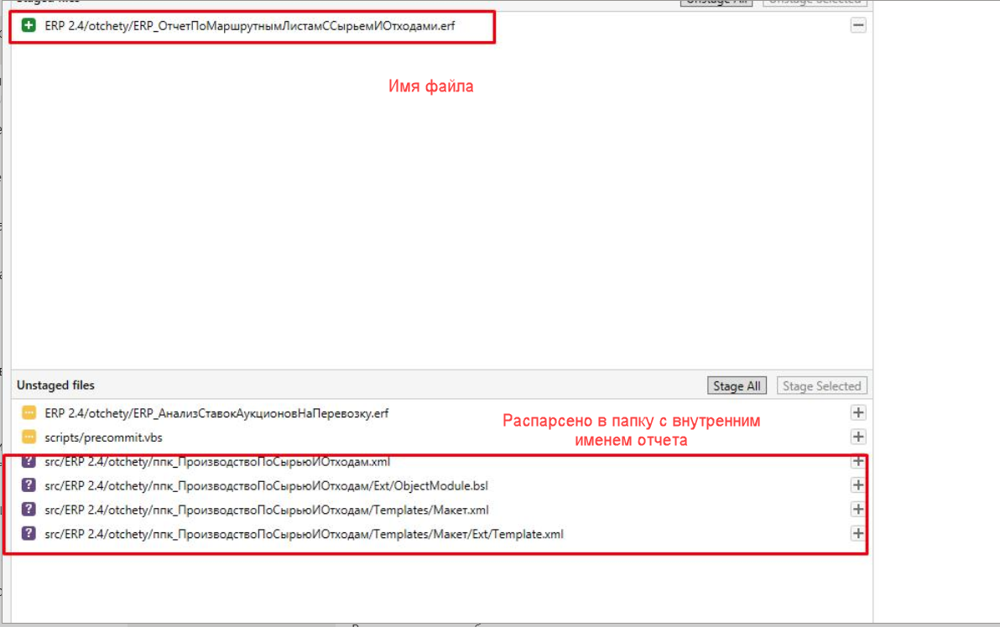 Unstage All Unstage Selected
ERP 2.4/otchety/ERP_ОтчетПоМаршрутнымЛистамССырьемИОтходами.erf
Имя файла
Unstaged files
Stage All Stage Selected
ERP 2.4/otchety/ERP_АнализСтавокАукционовНаПеревозку.erf
Распарсено в папку с внутренним
именем отчета
scripts/precommit.vbs
src/ERP 2.4/otchety/ппк_ПроизводствоПоСырьюИОтходам.xml
src/ERP 2.4/otchety/ппк_ПроизводствоПоСырьюИОтходам/Ext/ObjectModule.bsl
src/ERP 2.4/otchety/ппк_ПроизводствоПоСырьюИОтходам/Templates/Макет.xml
src/ERP 2.4/otchety/ппк_ПроизводствоПоСырьюИОтходам/Templates/Макет/Ext/Template.xml